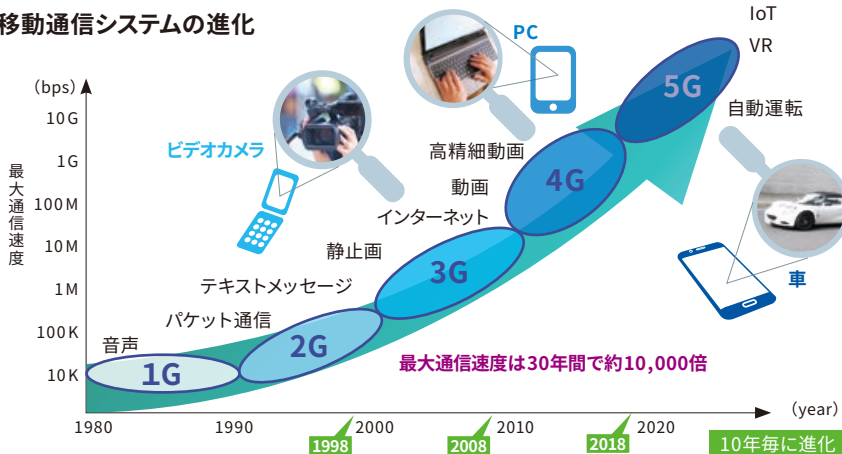 移動通信システムの進化
IoT
VR
PC
(bps)
10G
1G
100M
10M
1M
100K
10K
最大通信速度
ビデオカメラ
高精細動画
動画
インターネット
静止画
テキストメッセージ
パケット通信
音声
自動運転
車
5G
4G
3G
2G
1G
最大通信速度は30年間で約10,000倍
1980
1990
2000
2010
2020
(year)
1998
2008
2018
10年毎に進化